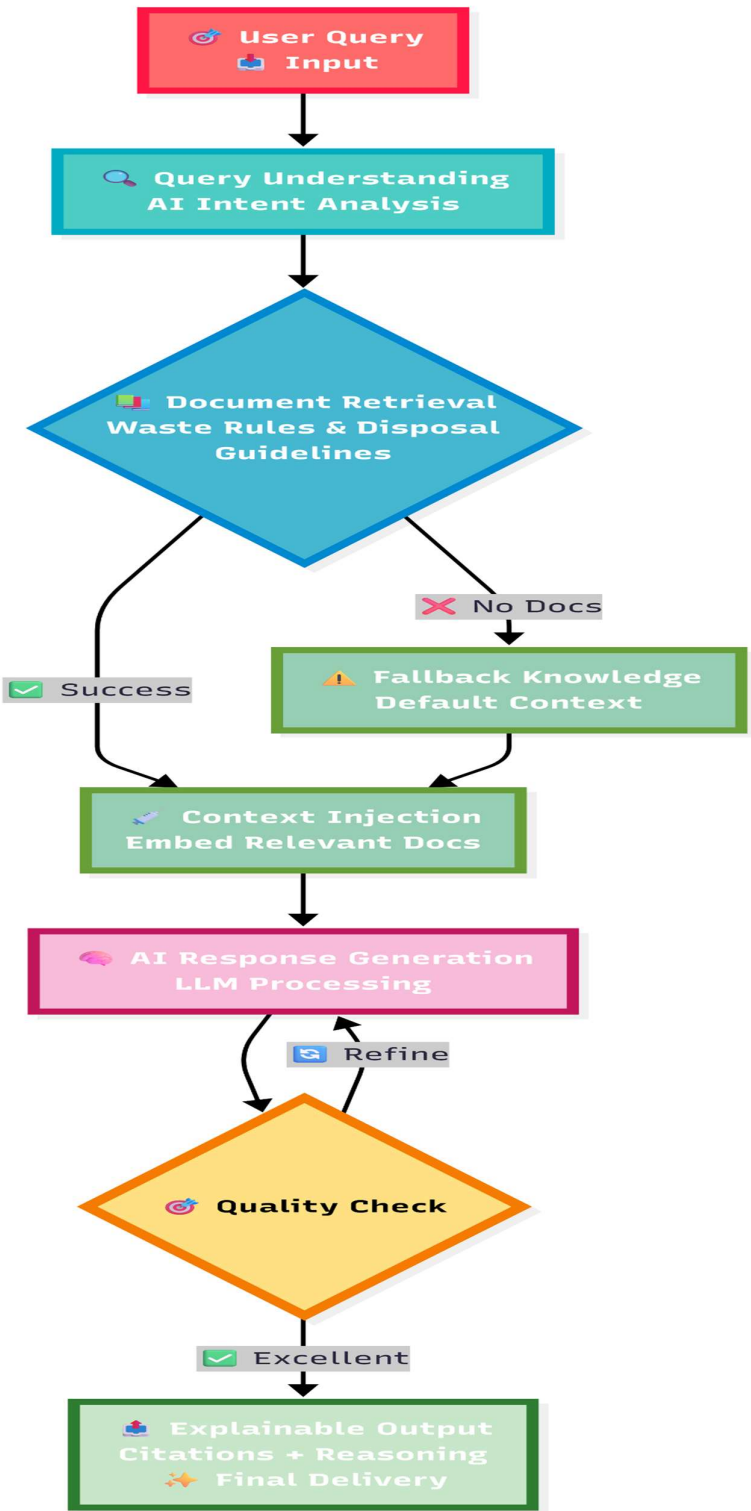 🎯 User Query
📥 Input
🔍 Query Understanding
AI Intent Analysis
📚 Document Retrieval
Waste Rules & Disposal
Guidelines
❌ No Docs
⚠️ Fallback Knowledge
Default Context
✅ Success
💉 Context Injection
Embed Relevant Docs
🧠 AI Response Generation
LLM Processing
🔄 Refine
🎯 Quality Check
✅ Excellent
📤 Explainable Output
Citations + Reasoning
✨ Final Delivery